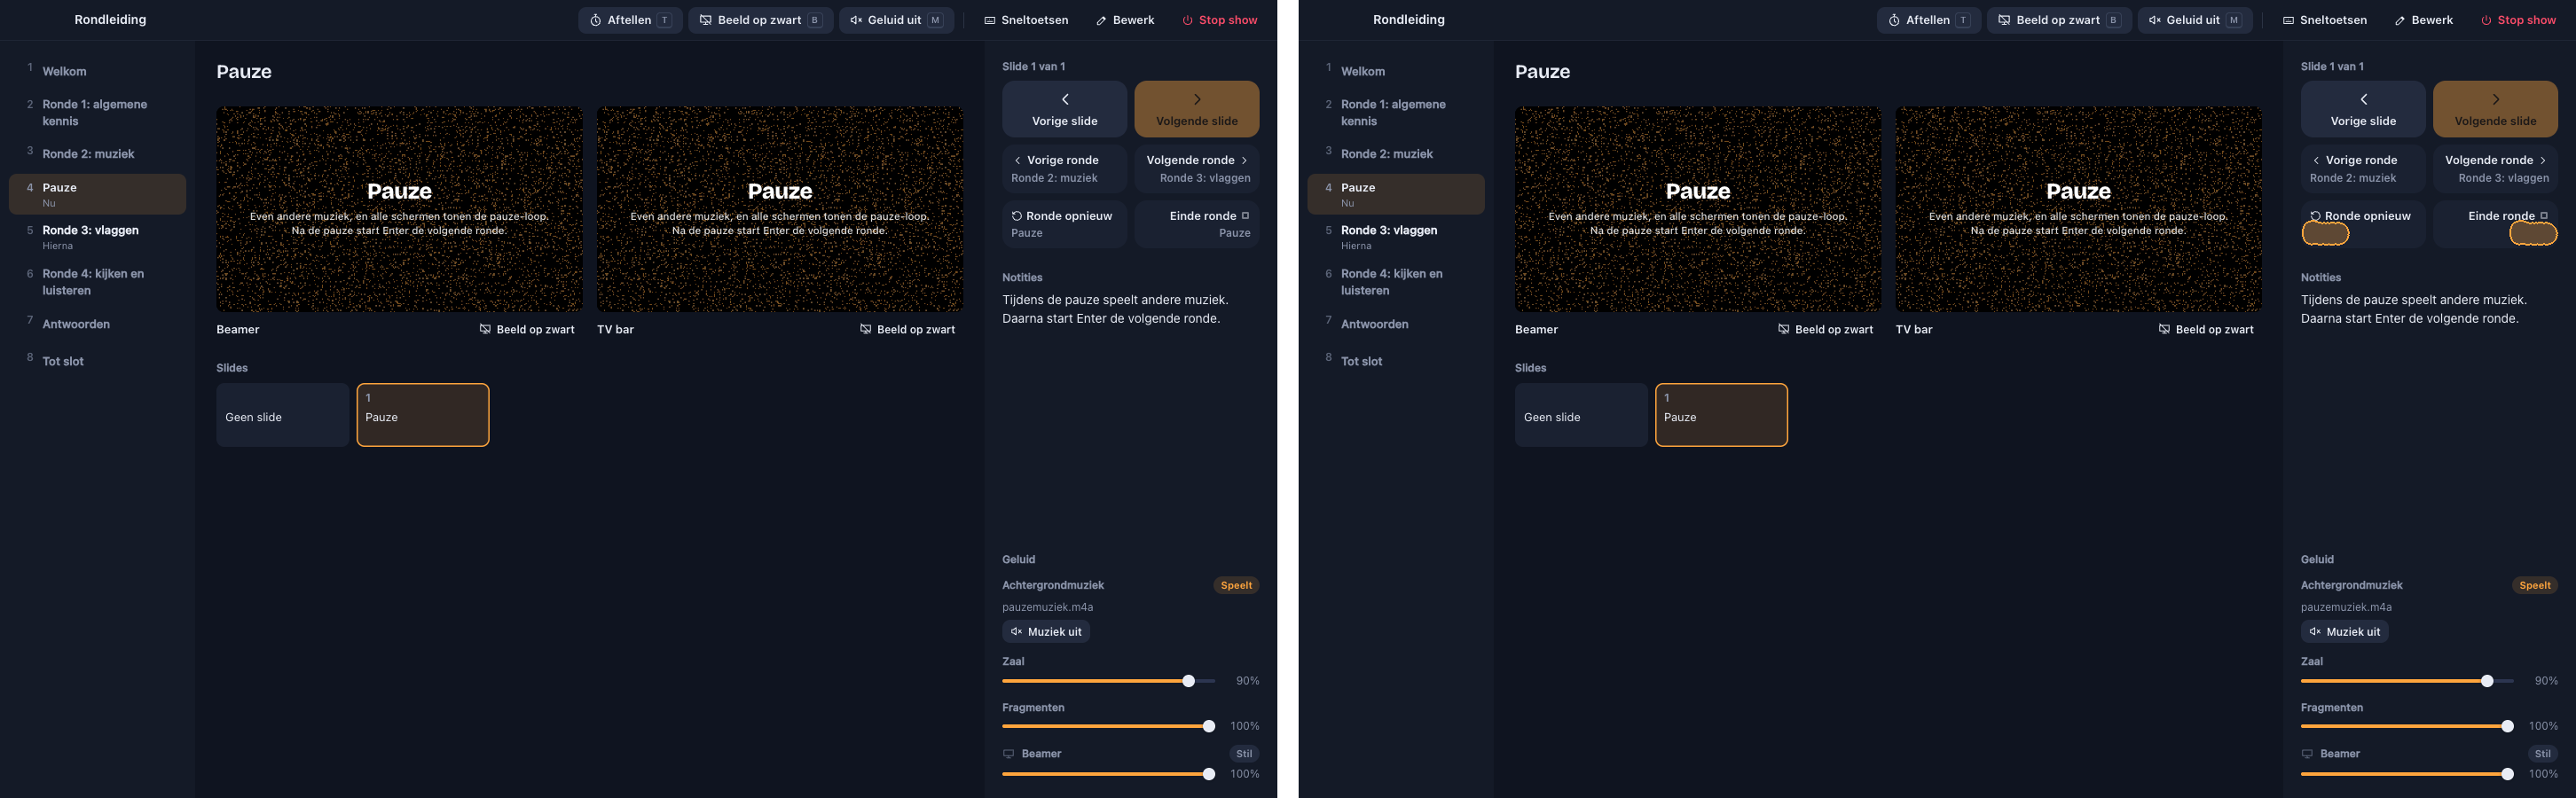 Rondleiding
Aftellen T
Beeld op zwart B
Geluid uit M
Sneltoetsen
Bewerk
Stop show
1 Welkom
2 Ronde 1: algemene
kennis
3 Ronde 2: muziek
4 Pauze
Nu
5 Ronde 3: vlaggen
Hierna
6 Ronde 4: kijken en
luisteren
7 Antwoorden
8 Tot slot
Pauze
Pauze
Even andere muziek, en alle schermen tonen de pauze-loop.
Na de pauze start Enter de volgende ronde.
Beamer
Beeld op zwart
Pauze
Even andere muziek, en alle schermen tonen de pauze-loop.
Na de pauze start Enter de volgende ronde.
TV bar
Beeld op zwart
Slides
Geen slide
1
Pauze
Slide 1 van 1
Vorige slide
Volgende slide
Vorige ronde
Ronde 2: muziek
Volgende ronde
Ronde 3: vlaggen
Ronde opnieuw
Pauze
Einde ronde
Pauze
Notities
Tijdens de pauze speelt andere muziek.
Daarna start Enter de volgende ronde.
Geluid
Achtergrondmuziek
Speelt
pauzemuziek.m4a
Muziek uit
Zaal
90%
Fragmenten
100%
Beamer
Stil
100%
Rondleiding
Aftellen T
Beeld op zwart B
Geluid uit M
Sneltoetsen
Bewerk
Stop show
1 Welkom
2 Ronde 1: algemene
kennis
3 Ronde 2: muziek
4 Pauze
Nu
5 Ronde 3: vlaggen
Hierna
6 Ronde 4: kijken en
luisteren
7 Antwoorden
8 Tot slot
Pauze
Pauze
Even andere muziek, en alle schermen tonen de pauze-loop.
Na de pauze start Enter de volgende ronde.
Beamer
Beeld op zwart
Pauze
Even andere muziek, en alle schermen tonen de pauze-loop.
Na de pauze start Enter de volgende ronde.
TV bar
Beeld op zwart
Slides
Geen slide
1
Pauze
Slide 1 van 1
Vorige slide
Volgende slide
Vorige ronde
Ronde 2: muziek
Volgende ronde
Ronde 3: vlaggen
Ronde opnieuw
Einde ronde
Notities
Tijdens de pauze speelt andere muziek.
Daarna start Enter de volgende ronde.
Geluid
Achtergrondmuziek
Speelt
pauzemuziek.m4a
Muziek uit
Zaal
90%
Fragmenten
100%
Beamer
Stil
100%